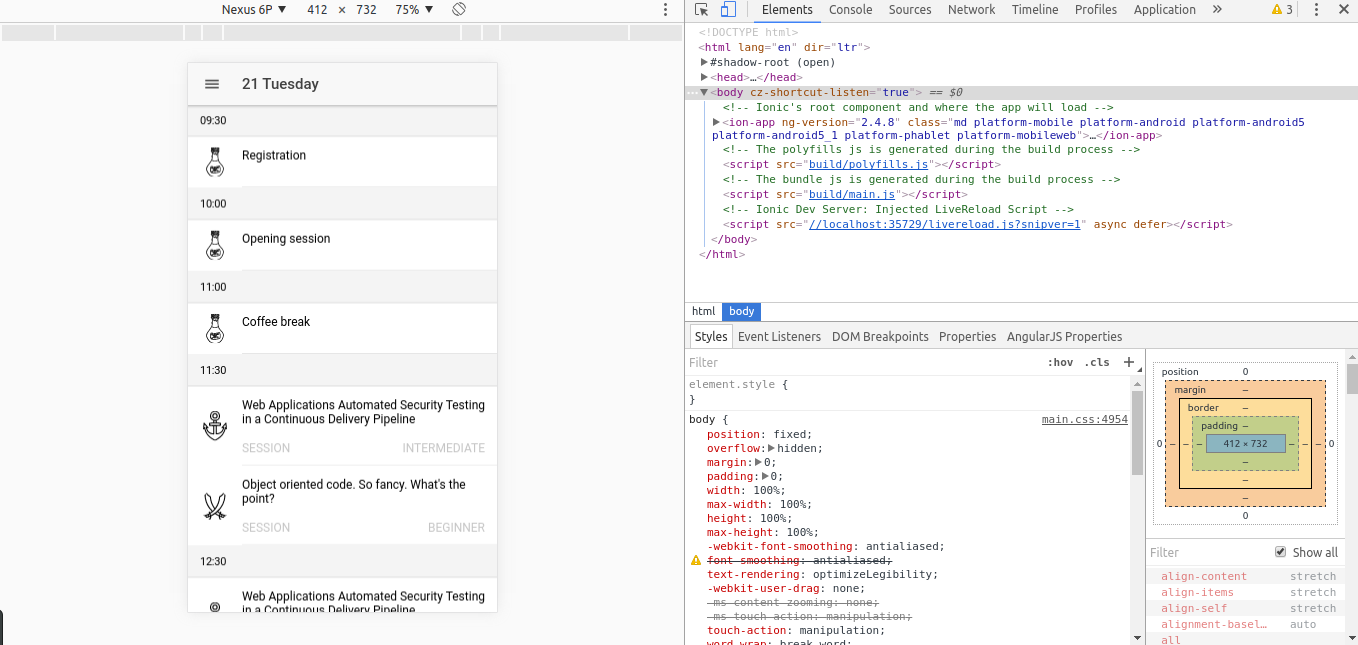 Nexus 6P ▼ 412 × 732 75% ▼
Elements Console Sources Network Timeline Profiles Application » 3
21 Tuesday
09:30
Registration
10:00
Opening session
11:00
Coffee break
11:30
Web Applications Automated Security Testing
in a Continuous Delivery Pipeline
SESSION INTERMEDIATE
Object oriented code. So fancy. What's the
point?
SESSION BEGINNER
12:30
Web Applications Automated Security Testing
in a Continuous Delivery Pipeline
<!DOCTYPE html>
<html lang="en" dir="ltr">
▶#shadow-root (open)
▶<head>…</head>
…▼<body cz-shortcut-listen="true"> == $0
<!-- Ionic's root component and where the app will load -->
▶<ion-app ng-version="2.4.8" class="md platform-mobile platform-android platform-android5
platform-android5_1 platform-phablet platform-mobileweb">…</ion-app>
<!-- The polyfills js is generated during the build process -->
<script src="build/polyfills.js"></script>
<!-- The bundle js is generated during the build process -->
<script src="build/main.js"></script>
<!-- Ionic Dev Server: Injected LiveReload Script -->
<script src="//localhost:35729/livereload.js?snipver=1" async defer></script>
</body>
</html>
html body
Styles Event Listeners DOM Breakpoints Properties AngularJS Properties
Filter :hov .cls +
element.style {
}
body { main.css:4954
position: fixed;
overflow:▶hidden;
margin:▶0;
padding:▶0;
width: 100%;
max-width: 100%;
height: 100%;
max-height: 100%;
-webkit-font-smoothing: antialiased;
font-smoothing: antialiased;
text-rendering: optimizeLegibility;
-webkit-user-drag: none;
-ms-content-zooming: none;
-ms-touch-action: manipulation;
touch-action: manipulation;
word-wrap: break-word;
position 0
margin –
border –
padding –
0 – – – 412 × 732 – – – 0
–
–
–
0
Filter Show all
align-content stretch
align-items stretch
align-self stretch
alignment-basel… auto
all